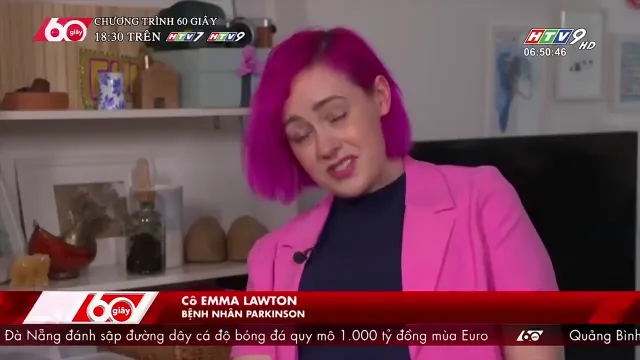 60 giây
CHƯƠNG TRÌNH 60 GIÂY
18:30 TRÊN HTV7 HTV9
HTV9 HD
06:50:46
60 giây
Cô EMMA LAWTON
BỆNH NHÂN PARKINSON
Đà Nẵng đánh sập đường dây cá độ bóng đá quy mô 1.000 tỷ đồng mùa Euro 60 Quảng Bình